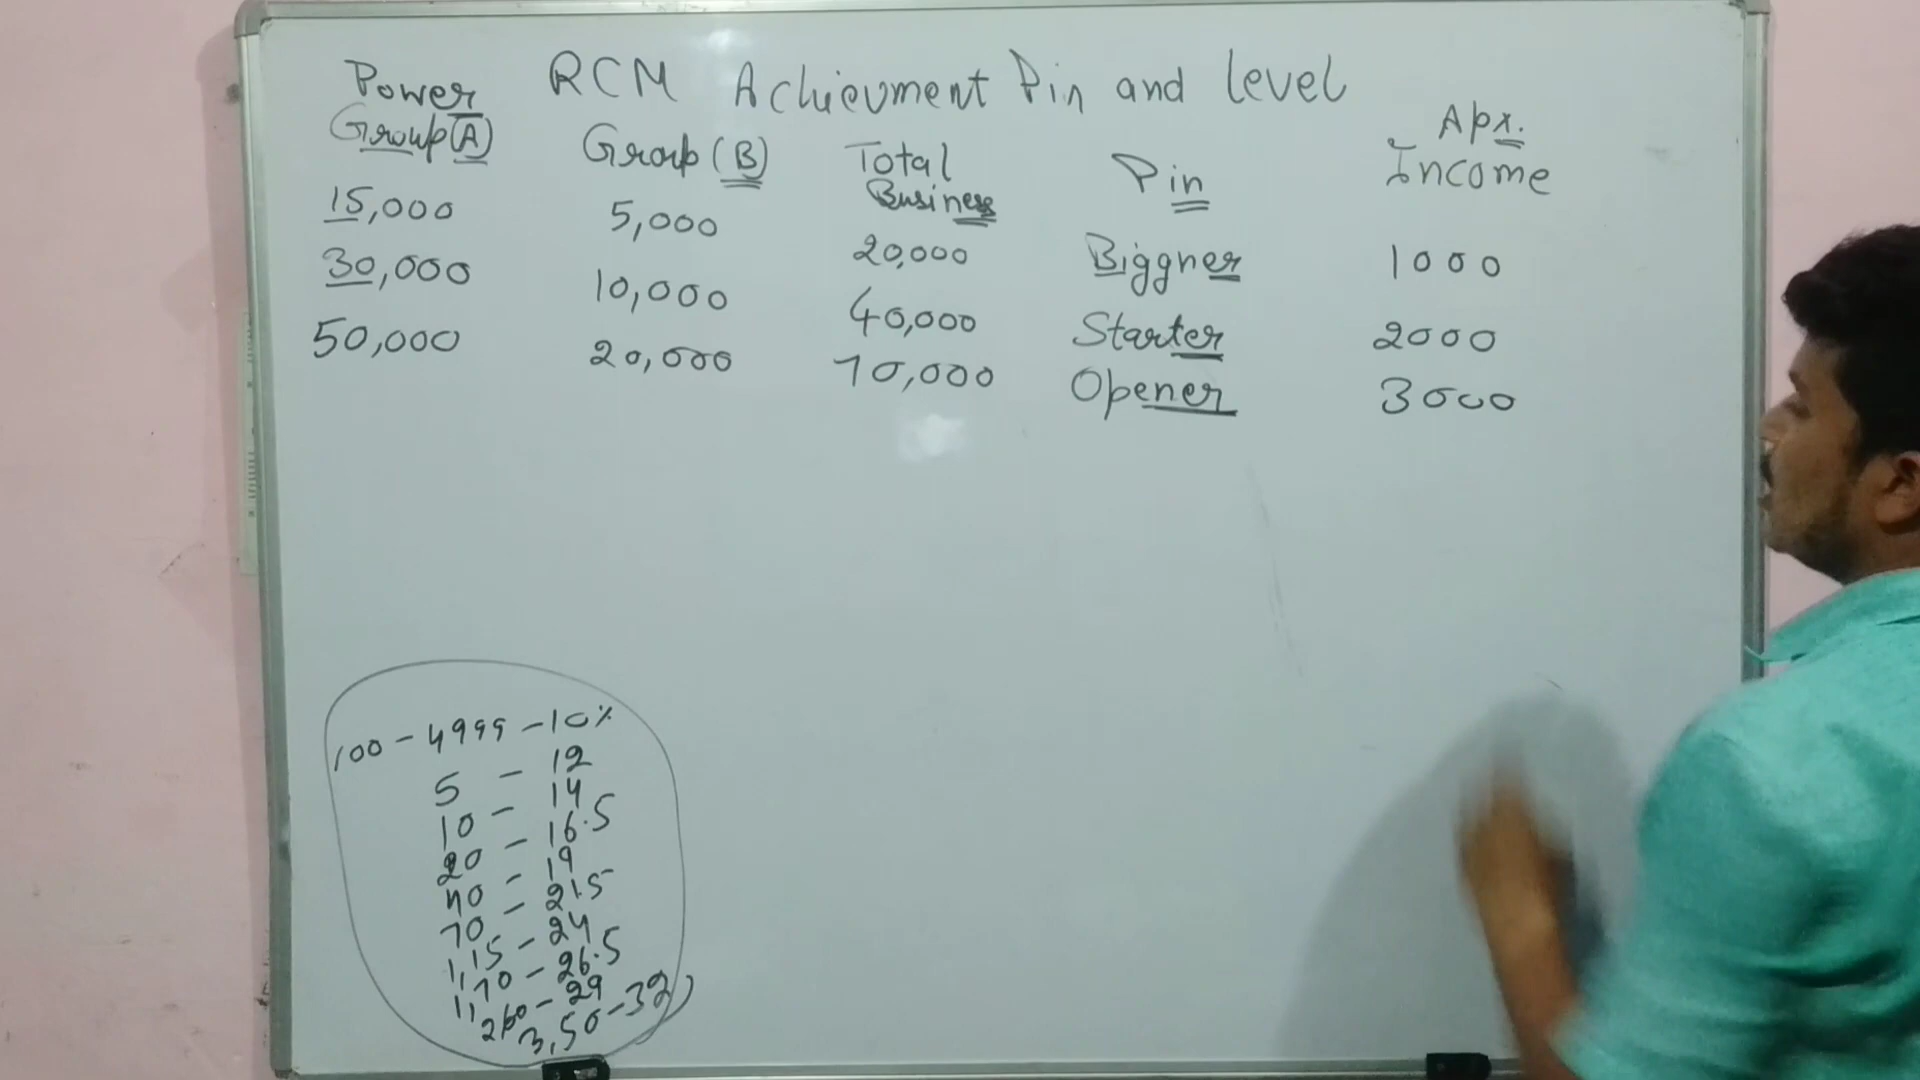 RCM Achievment Pin and level
Power Group(A) Group (B) Total Business Pin Apx. Income
15,000 5,000 20,000 Biggner 1000
30,000 10,000 40,000 Starter 2000
50,000 20,000 70,000 Opener 3000
100 - 4999 - 10%
5 - 12
10 - 14
20 - 16.5
40 - 19
70 - 21.5
1,15 - 24
1,70 - 26.5
260 - 29
3,50 - 32